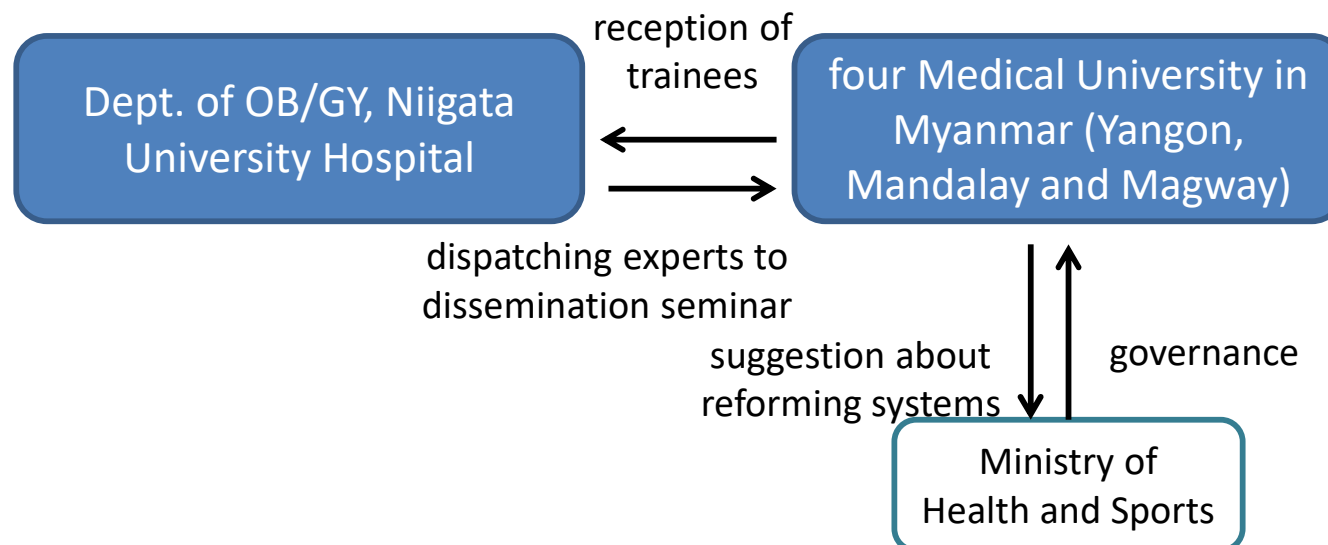 Dept. of OB/GY, Niigata
University Hospital
reception of
trainees
four Medical University in
Myanmar (Yangon,
Mandalay and Magway)
dispatching experts to
dissemination seminar
suggestion about
reforming systems
governance
Ministry of
Health and Sports